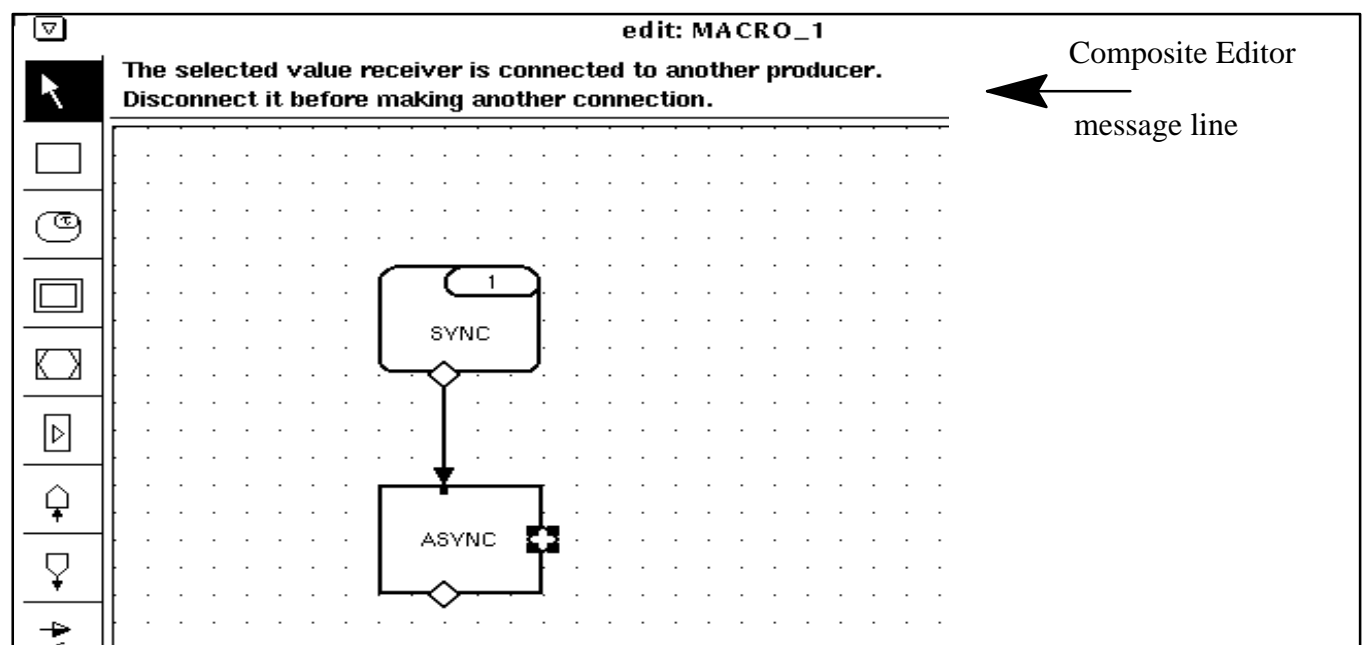 edit: MACRO_1
The selected value receiver is connected to another producer.
Disconnect it before making another connection.
Composite Editor
message line
τ
1
SYNC
ASYNC